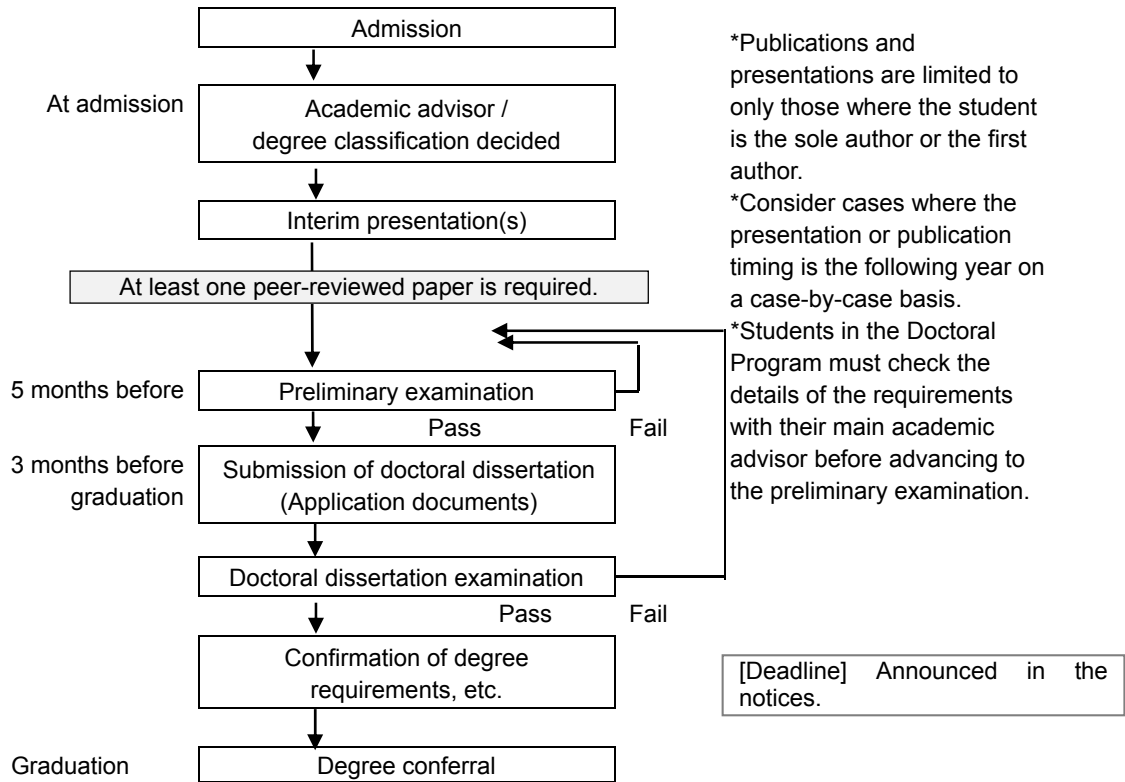 Admission
At admission
Academic advisor /
degree classification decided
Interim presentation(s)
At least one peer-reviewed paper is required.
5 months before
Preliminary examination
Pass
Fail
3 months before
graduation
Submission of doctoral dissertation
(Application documents)
Doctoral dissertation examination
Pass
Fail
Confirmation of degree
requirements, etc.
Graduation
Degree conferral
*Publications and
presentations are limited to
only those where the student
is the sole author or the first
author.
*Consider cases where the
presentation or publication
timing is the following year on
a case-by-case basis.
*Students in the Doctoral
Program must check the
details of the requirements
with their main academic
advisor before advancing to
the preliminary examination.
[Deadline] Announced in the
notices.